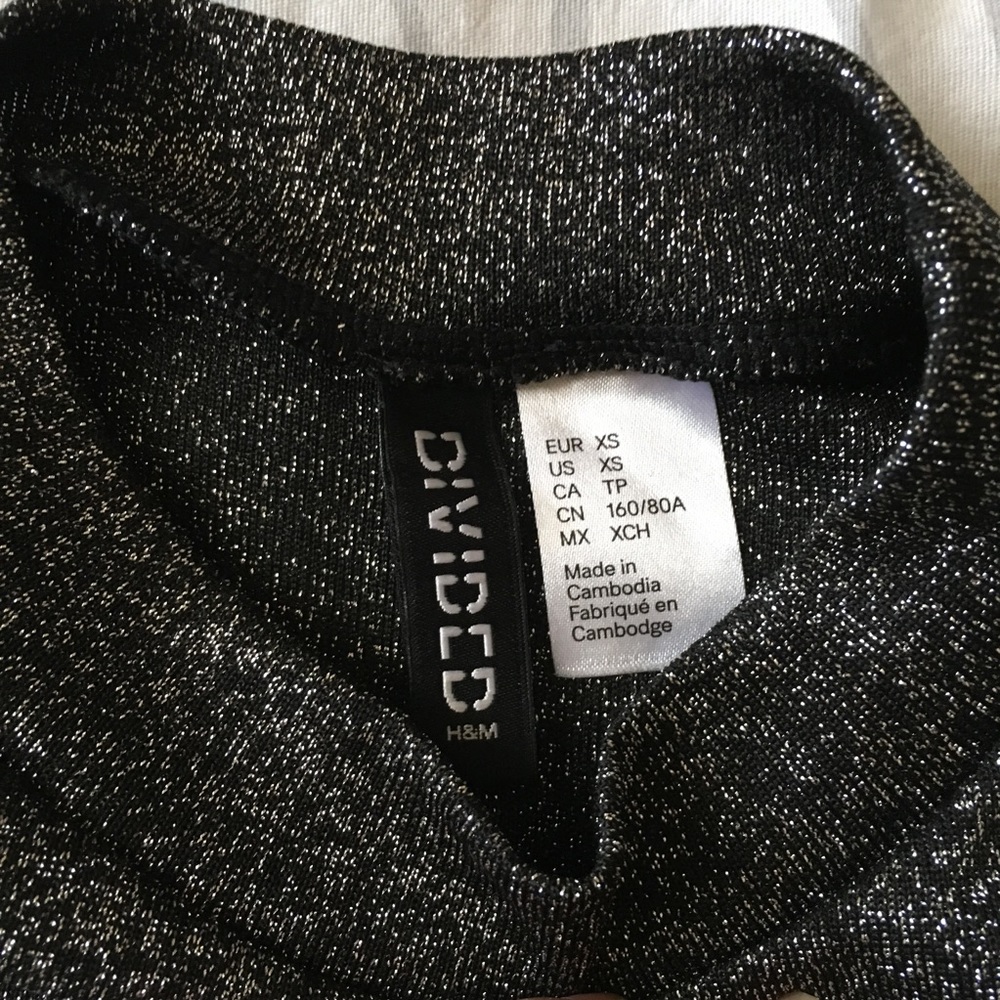 DIVIDED
H&M
EUR XS
US XS
CA TP
CN 160/80A
MX XCH
Made in
Cambodia
Fabriqué en
Cambodge